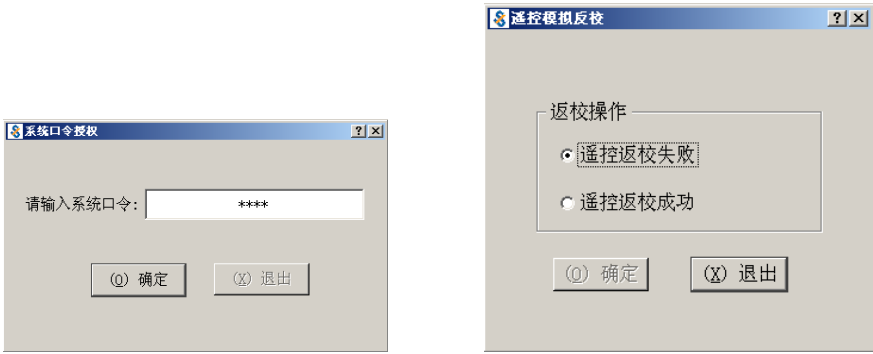 系统口令授权
请输入系统口令:
****
(O) 确定
(X) 退出
遥控模拟反校
返校操作
遥控返校失败
遥控返校成功
(O) 确定
(X) 退出